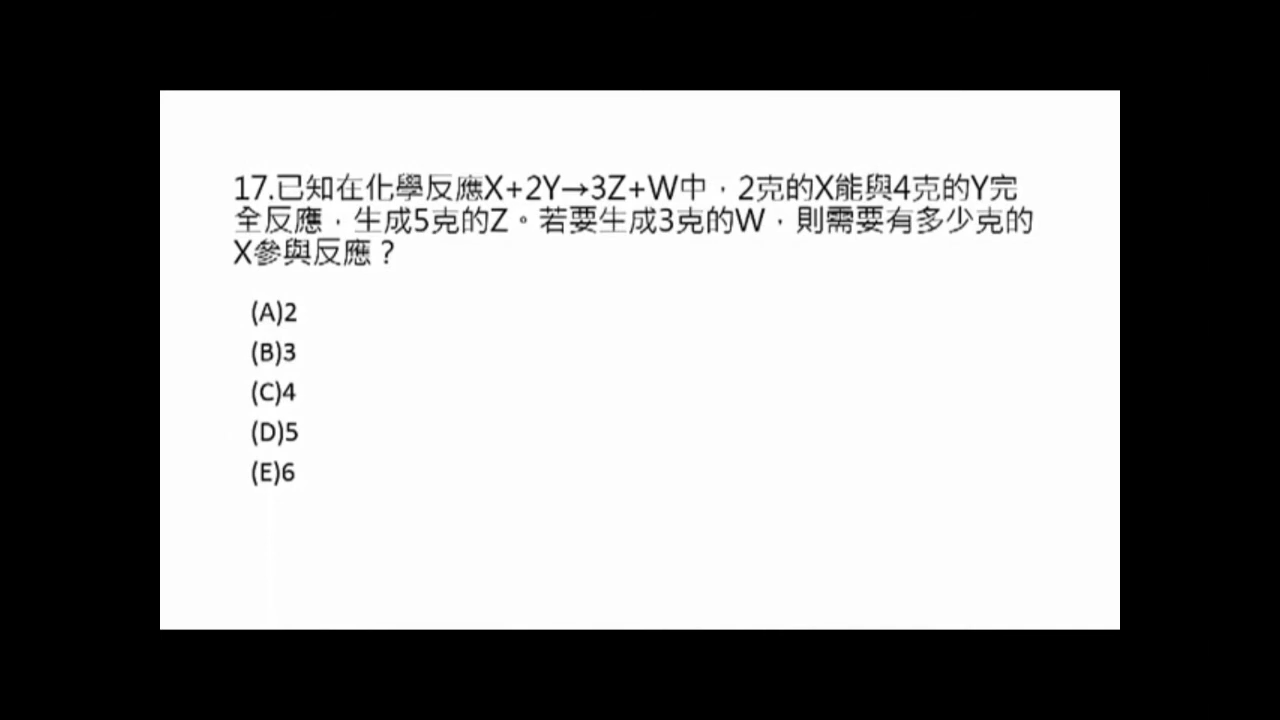 17.已知在化學反應X+2Y→3Z+W中，2克的X能與4克的Y完
全反應，生成5克的Z。若要生成3克的W，則需要有多少克的
X參與反應？
(A)2
(B)3
(C)4
(D)5
(E)6